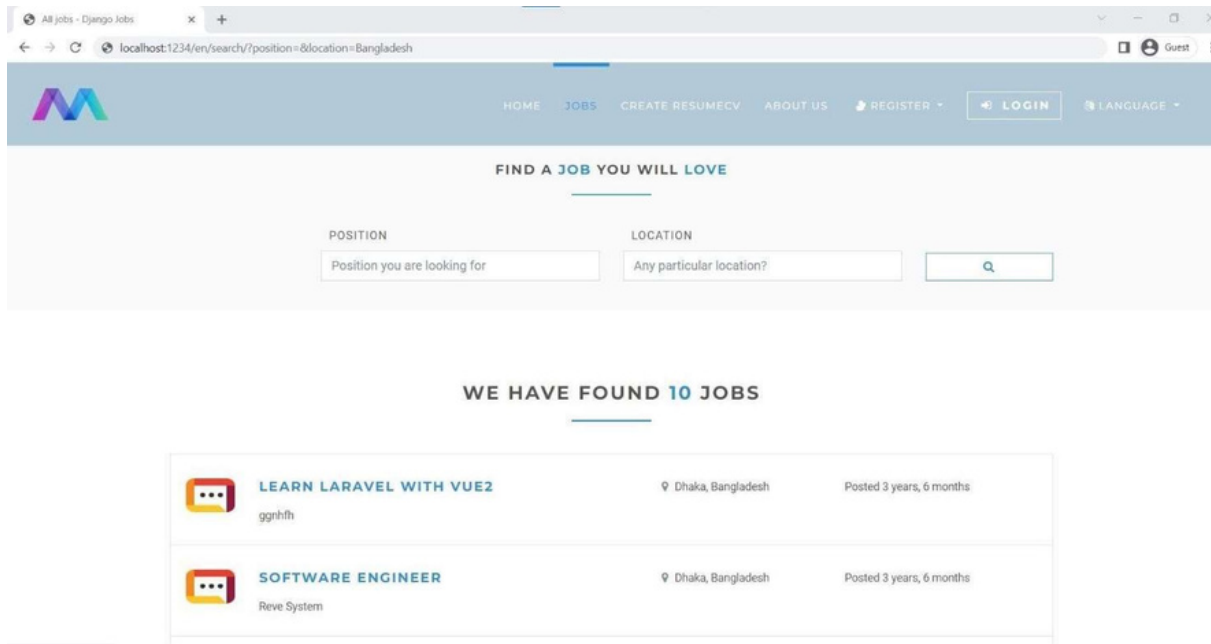 All jobs - Django Jobs
localhost:1234/en/search/?position=&location=Bangladesh
Guest
HOME JOBS CREATE RESUMECV ABOUT US REGISTER LOGIN LANGUAGE
FIND A JOB YOU WILL LOVE
POSITION LOCATION
Position you are looking for Any particular location?
WE HAVE FOUND 10 JOBS
LEARN LARAVEL WITH VUE2 Dhaka, Bangladesh Posted 3 years, 6 months
ggnhfh
SOFTWARE ENGINEER Dhaka, Bangladesh Posted 3 years, 6 months
Reve System